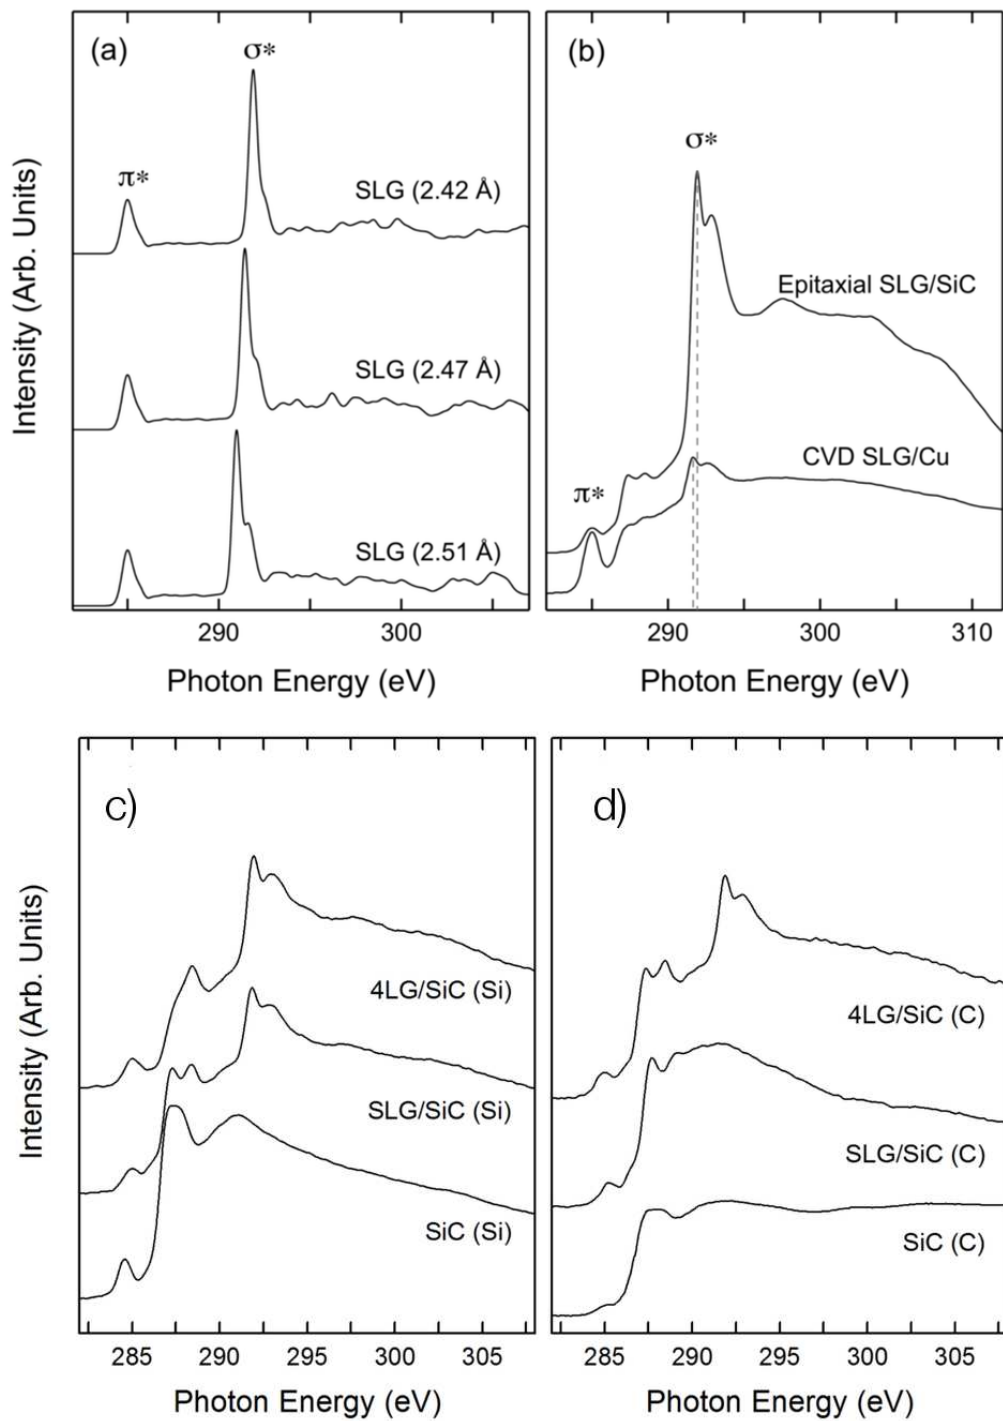 (a)
σ*
π*
SLG (2.42 Å)
SLG (2.47 Å)
SLG (2.51 Å)
Intensity (Arb. Units)
290
300
Photon Energy (eV)
(b)
σ*
Epitaxial SLG/SiC
CVD SLG/Cu
π*
290
300
310
Photon Energy (eV)
c)
4LG/SiC (Si)
SLG/SiC (Si)
SiC (Si)
Intensity (Arb. Units)
285
290
295
300
305
Photon Energy (eV)
d)
4LG/SiC (C)
SLG/SiC (C)
SiC (C)
285
290
295
300
305
Photon Energy (eV)